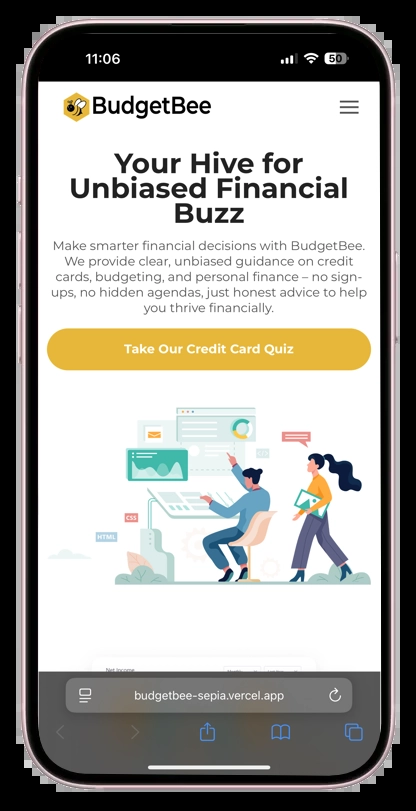 11:06
50
BudgetBee
Your Hive for
Unbiased Financial
Buzz
Make smarter financial decisions with BudgetBee.
We provide clear, unbiased guidance on credit
cards, budgeting, and personal finance – no sign-
ups, no hidden agendas, just honest advice to help
you thrive financially.
Take Our Credit Card Quiz
CSS
HTML
Net Income
budgetbee-sepia.vercel.app